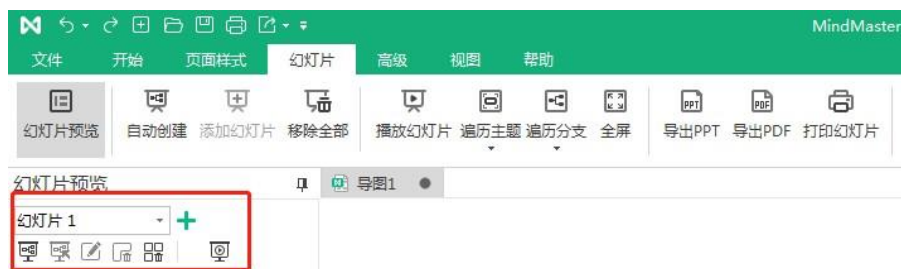 MindMaster
文件 开始 页面样式 幻灯片 高级 视图 帮助
幻灯片预览 自动创建 添加幻灯片 移除全部 播放幻灯片 遍历主题 遍历分支 全屏 导出PPT 导出PDF 打印幻灯片
幻灯片预览 导图1
幻灯片 1